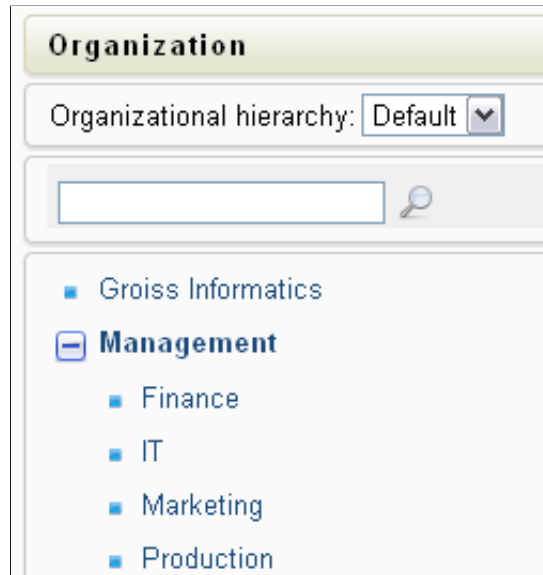 Organization
Organizational hierarchy: Default
Groiss Informatics
Management
Finance
IT
Marketing
Production